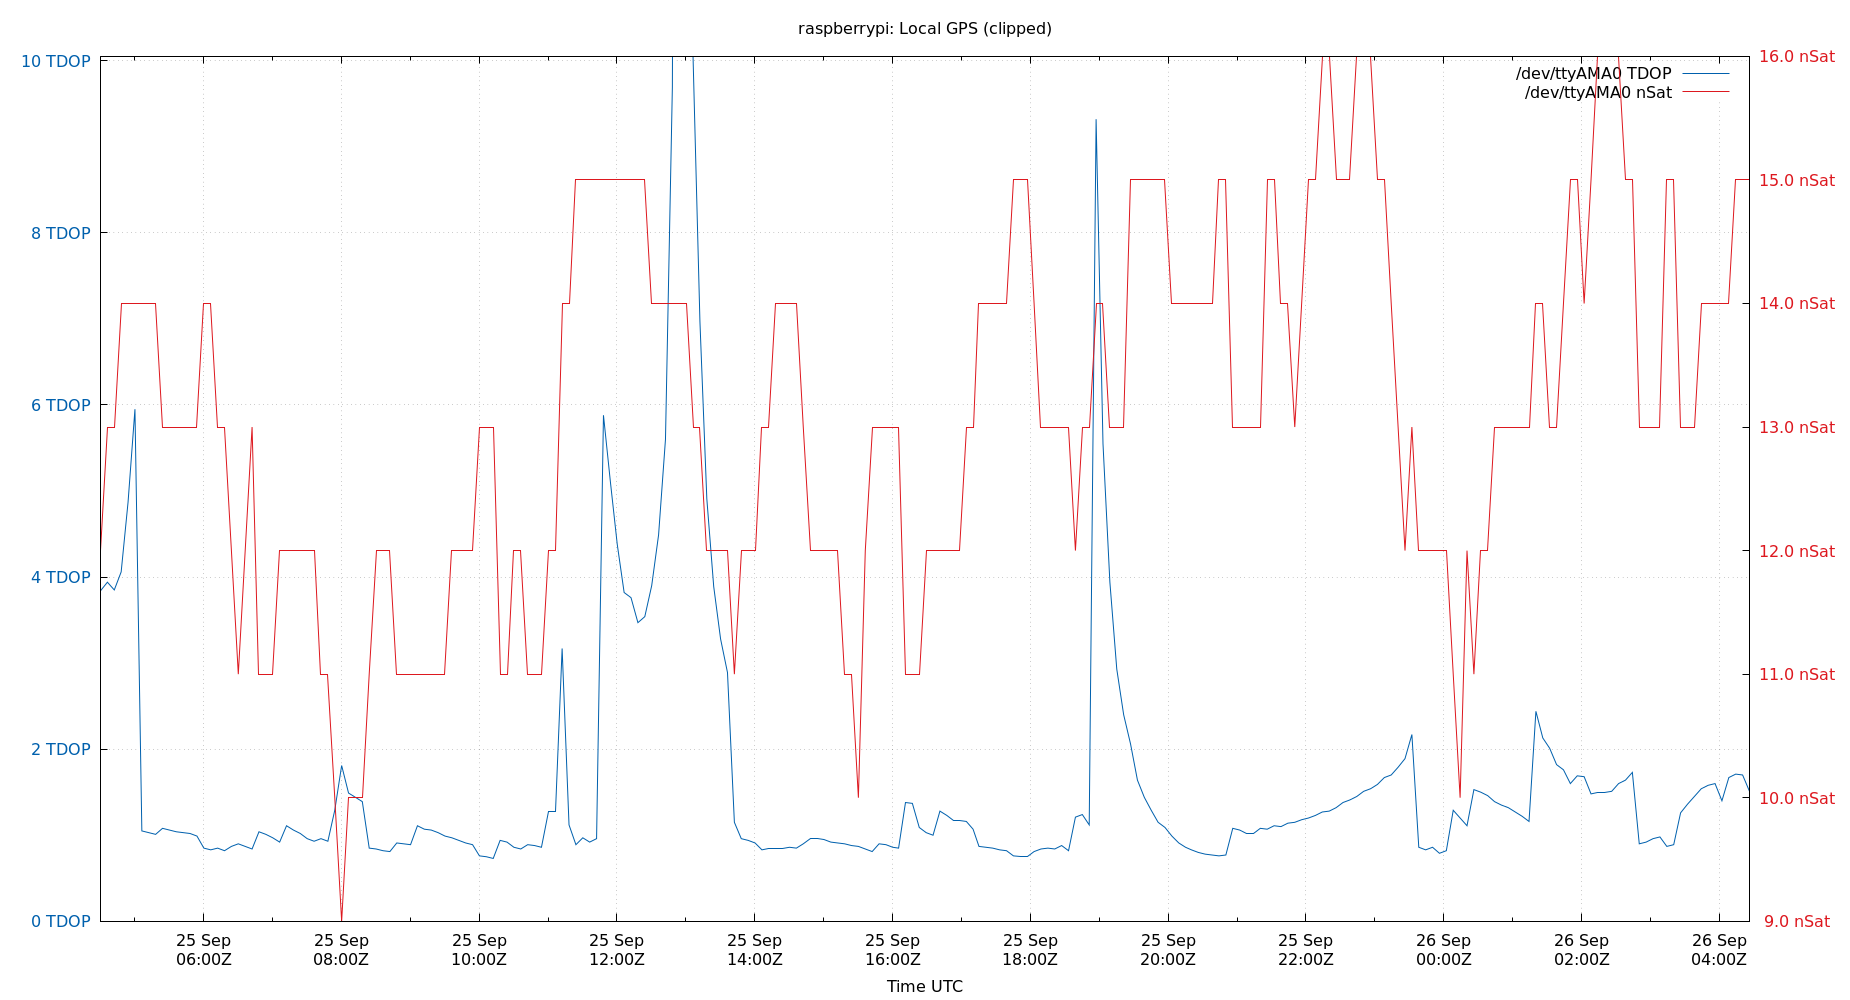 raspberrypi: Local GPS (clipped)
10 TDOP
8 TDOP
6 TDOP
4 TDOP
2 TDOP
0 TDOP
16.0 nSat
15.0 nSat
14.0 nSat
13.0 nSat
12.0 nSat
11.0 nSat
10.0 nSat
9.0 nSat
/dev/ttyAMA0 TDOP
/dev/ttyAMA0 nSat
25 Sep
06:00Z
25 Sep
08:00Z
25 Sep
10:00Z
25 Sep
12:00Z
25 Sep
14:00Z
25 Sep
16:00Z
25 Sep
18:00Z
25 Sep
20:00Z
25 Sep
22:00Z
26 Sep
00:00Z
26 Sep
02:00Z
26 Sep
04:00Z
Time UTC